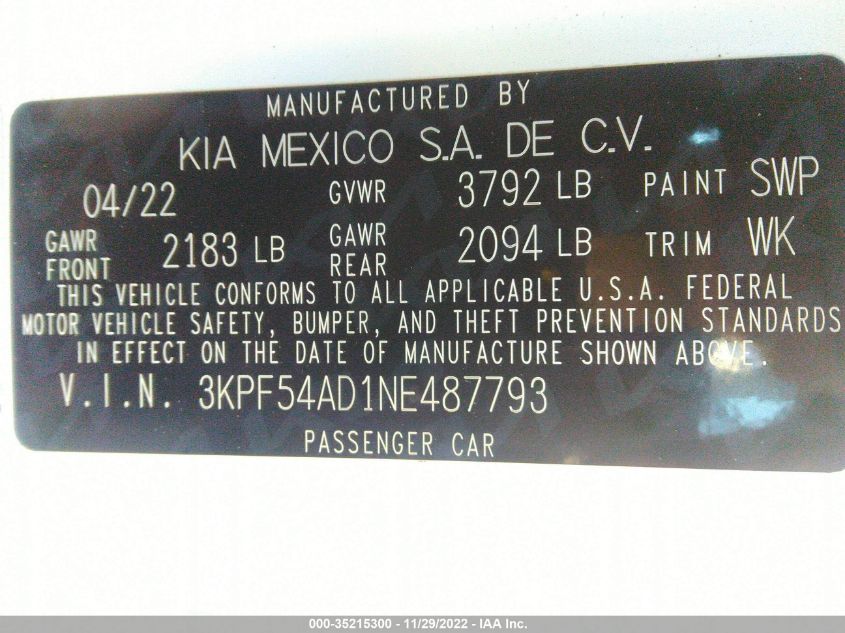 MANUFACTURED BY
KIA MEXICO S.A. DE C.V.
04/22 GVWR 3792 LB PAINT SWP
GAWR FRONT 2183 LB GAWR REAR 2094 LB TRIM WK
THIS VEHICLE CONFORMS TO ALL APPLICABLE U.S.A. FEDERAL
MOTOR VEHICLE SAFETY, BUMPER, AND THEFT PREVENTION STANDARDS
IN EFFECT ON THE DATE OF MANUFACTURE SHOWN ABOVE.
V.I.N. 3KPF54AD1NE487793
PASSENGER CAR
000-35215300 - 11/29/2022 - IAA Inc.